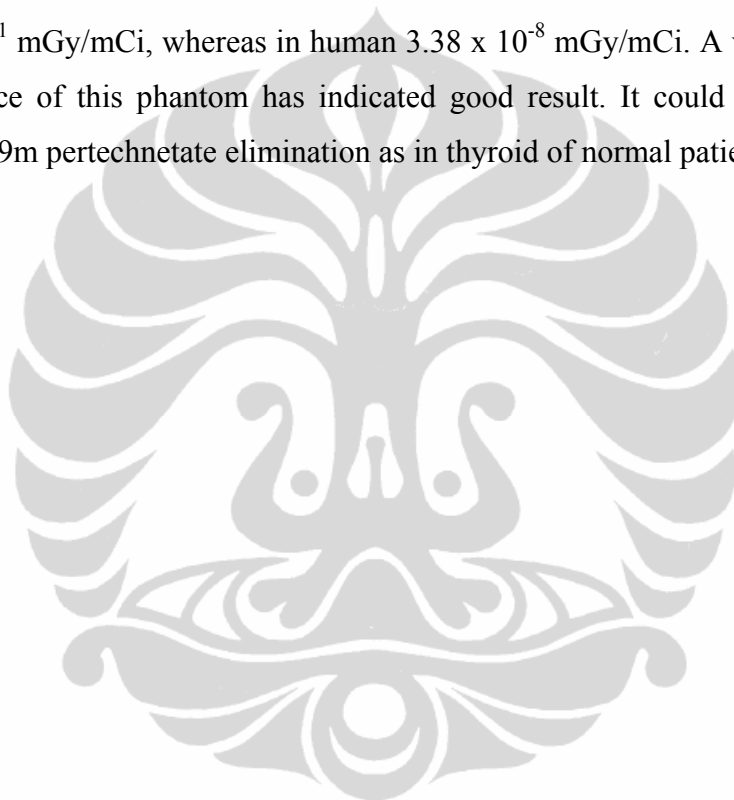 ¹ mGy/mCi, whereas in human 3.38 x 10⁻⁸ mGy/mCi. A
ce of this phantom has indicated good result. It could
9m pertechnetate elimination as in thyroid of normal